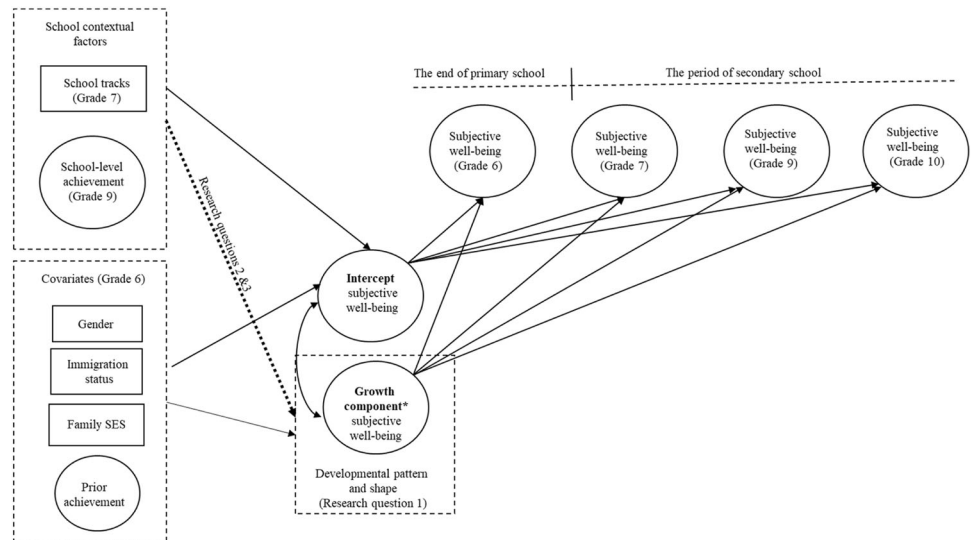 School contextual
factors
School tracks
(Grade 7)
School-level
achievement
(Grade 9)
Covariates (Grade 6)
Gender
Immigration
status
Family SES
Prior
achievement
Research questions 2 &3
The end of primary school
The period of secondary school
Subjective
well-being
(Grade 6)
Subjective
well-being
(Grade 7)
Subjective
well-being
(Grade 9)
Subjective
well-being
(Grade 10)
Intercept
subjective
well-being
Growth
component*
subjective
well-being
Developmental pattern
and shape
(Research question 1)